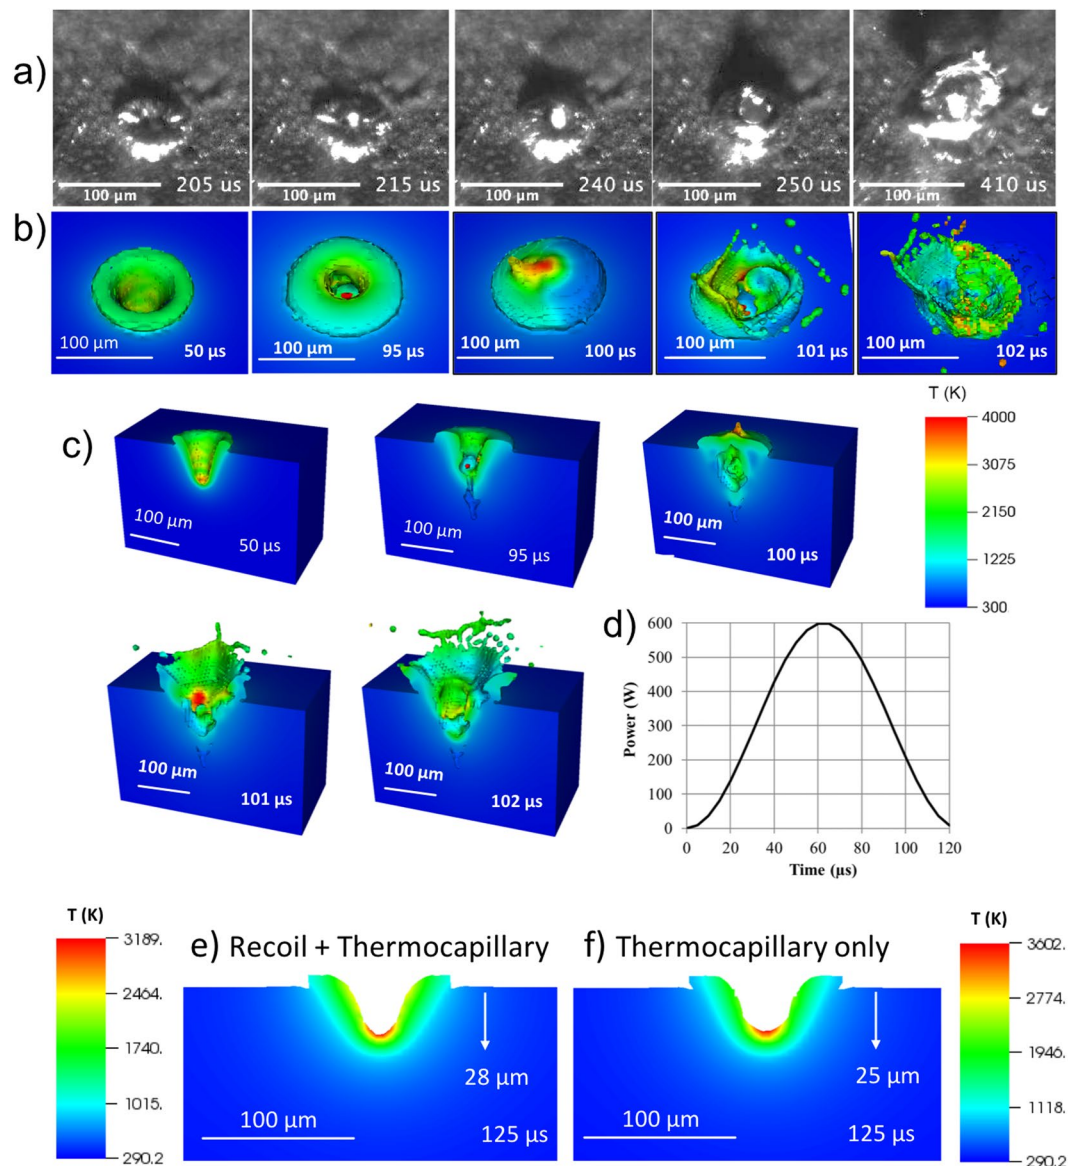 a)
100 µm
205 us
100 µm
215 us
100 µm
240 us
100 µm
250 us
100 µm
410 us
b)
100 µm
50 µs
100 µm
95 µs
100 µm
100 µs
100 µm
101 µs
100 µm
102 µs
c)
100 µm
50 µs
100 µm
95 µs
100 µm
100 µs
T (K)
4000
3075
2150
1225
300.
100 µm
101 µs
100 µm
102 µs
d)
600
500
400
300
200
100
0
Power (W)
0 20 40 60 80 100 120
Time (µs)
T (K)
3189.
2464.
1740.
1015.
290.2
e) Recoil + Thermocapillary
28 µm
100 µm
125 µs
f) Thermocapillary only
25 µm
100 µm
125 µs
T (K)
3602.
2774.
1946.
1118.
290.2